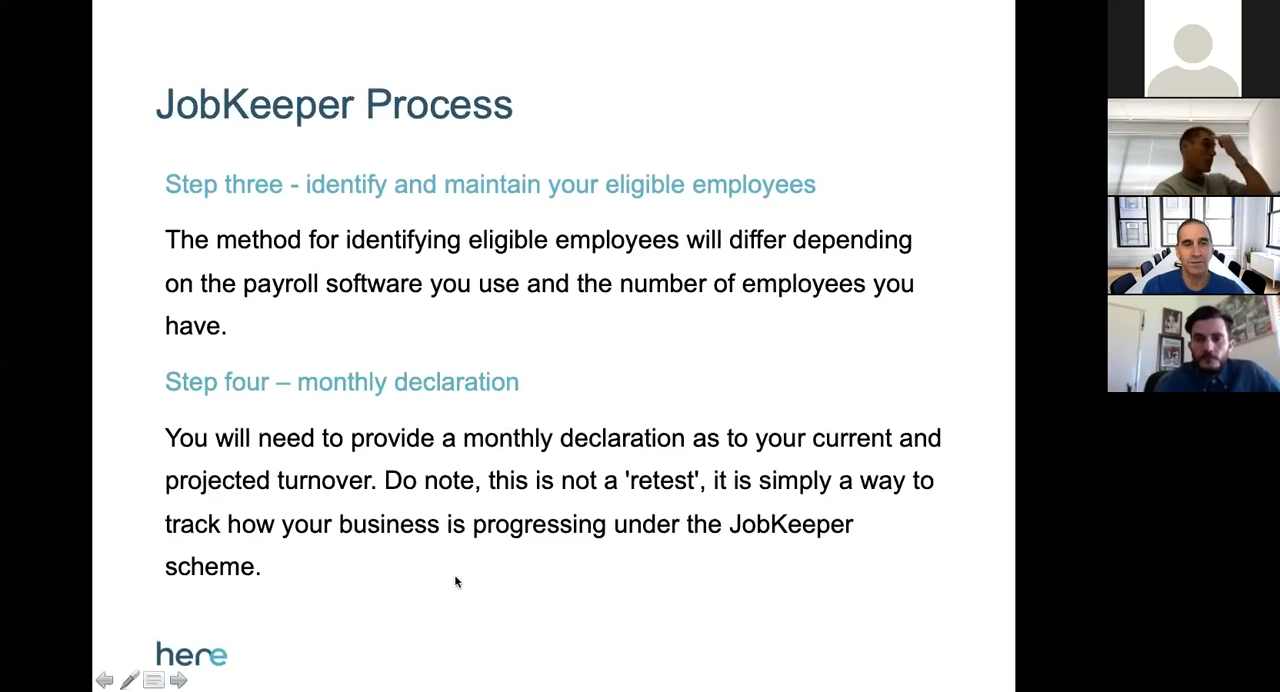 JobKeeper Process
Step three - identify and maintain your eligible employees
The method for identifying eligible employees will differ depending
on the payroll software you use and the number of employees you
have.
Step four – monthly declaration
You will need to provide a monthly declaration as to your current and
projected turnover. Do note, this is not a 'retest', it is simply a way to
track how your business is progressing under the JobKeeper
scheme.
here